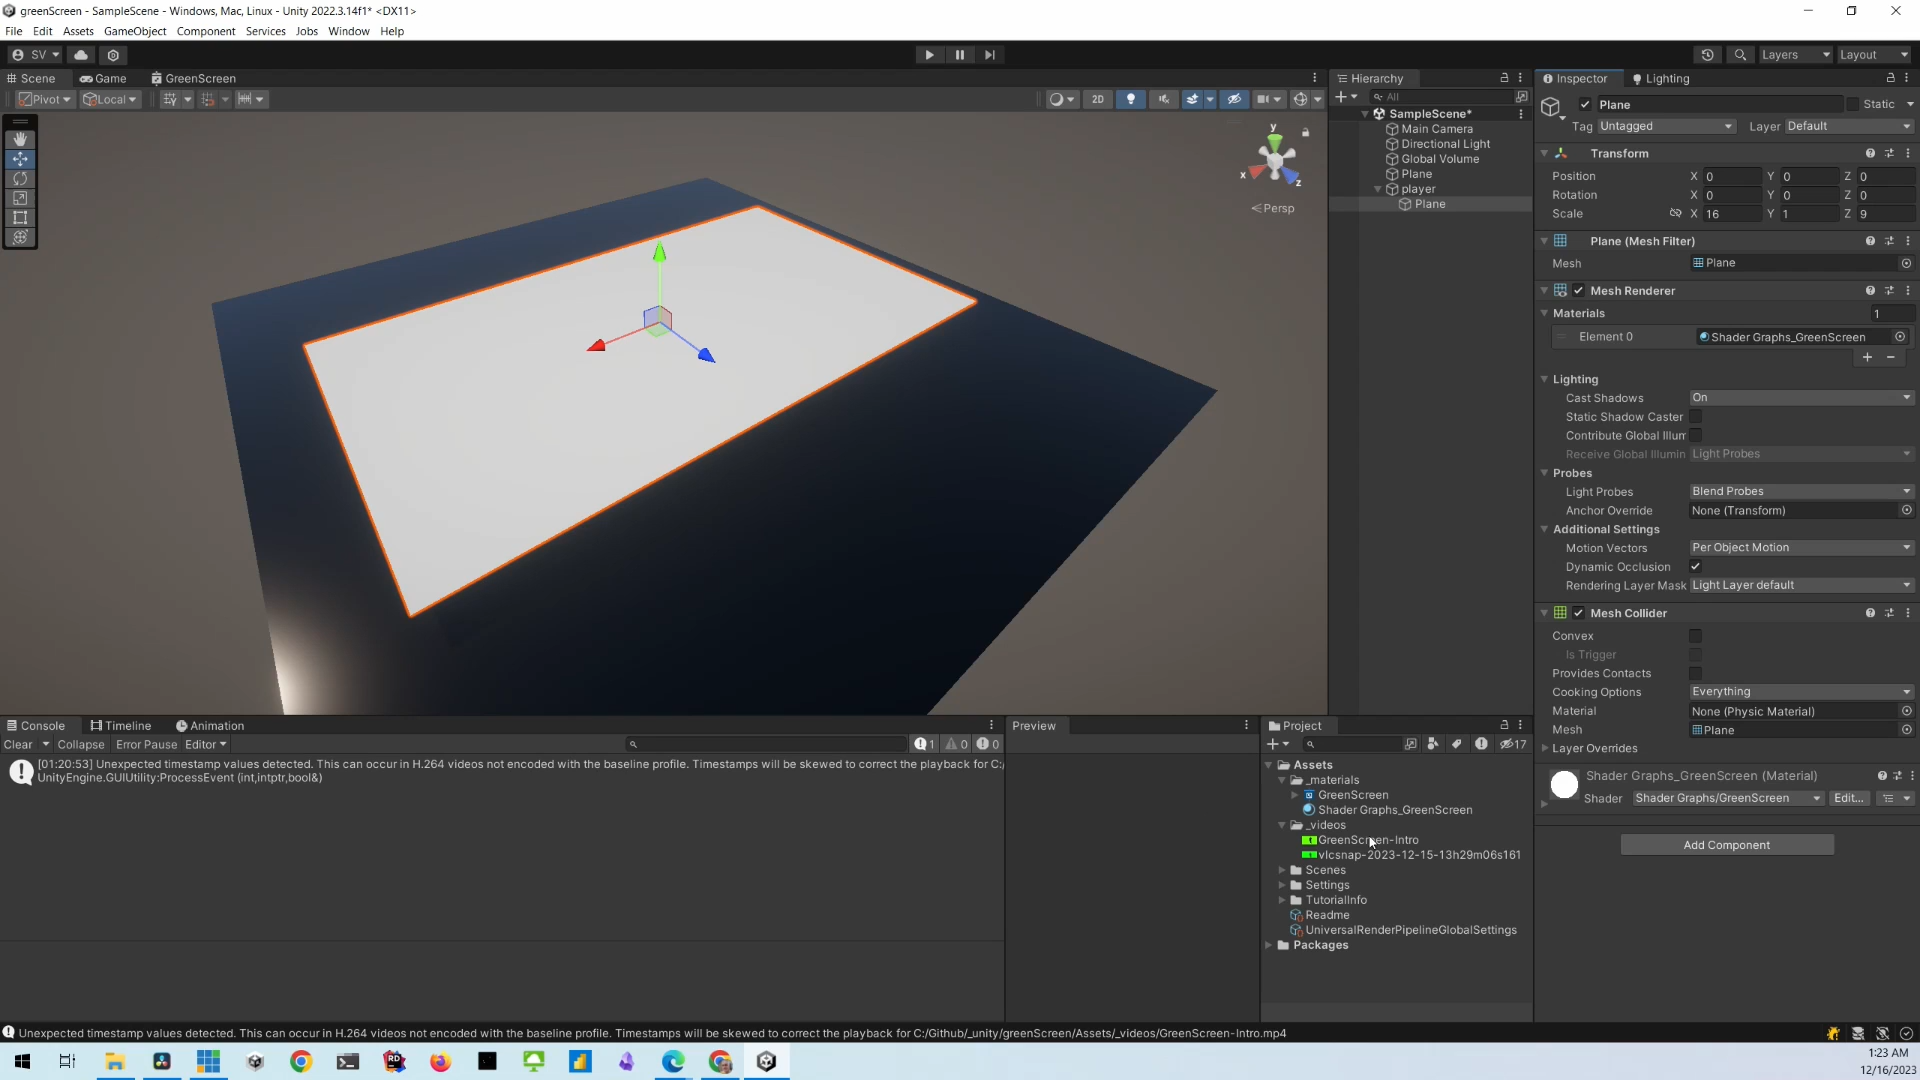 greenScreen - SampleScene - Windows, Mac, Linux - Unity 2022.3.14f1* <DX11>
File Edit Assets GameObject Component Services Jobs Window Help
SV Layers Layout
Scene Game GreenScreen
Pivot Local 2D
y x z
Persp
Hierarchy
All
SampleScene*
Main Camera
Directional Light
Global Volume
Plane
player
Plane
Inspector Lighting
Plane Static
Tag Untagged Layer Default
Transform
Position X 0 Y 0 Z 0
Rotation X 0 Y 0 Z 0
Scale X 16 Y 1 Z 9
Plane (Mesh Filter)
Mesh Plane
Mesh Renderer
Materials 1
Element 0 Shader Graphs_GreenScreen
Lighting
Cast Shadows On
Static Shadow Caster
Contribute Global Illum
Receive Global Illumin Light Probes
Probes
Light Probes Blend Probes
Anchor Override None (Transform)
Additional Settings
Motion Vectors Per Object Motion
Dynamic Occlusion
Rendering Layer Mask Light Layer default
Mesh Collider
Convex
Is Trigger
Provides Contacts
Cooking Options Everything
Material None (Physic Material)
Mesh Plane
Layer Overrides
Shader Graphs_GreenScreen (Material)
Shader Shader Graphs/GreenScreen Edit...
Add Component
Console Timeline Animation
Clear Collapse Error Pause Editor 1 0 0
[01:20:53] Unexpected timestamp values detected. This can occur in H.264 videos not encoded with the baseline profile. Timestamps will be skewed to correct the playback for C:/
UnityEngine.GUIUtility:ProcessEvent (int,intptr,bool&)
Preview
Project
17
Assets
_materials
GreenScreen
Shader Graphs_GreenScreen
_videos
GreenScreen-Intro
vlcsnap-2023-12-15-13h29m06s161
Scenes
Settings
TutorialInfo
Readme
UniversalRenderPipelineGlobalSettings
Packages
Unexpected timestamp values detected. This can occur in H.264 videos not encoded with the baseline profile. Timestamps will be skewed to correct the playback for C:/Github/_unity/greenScreen/Assets/_videos/GreenScreen-Intro.mp4
RD
1:23 AM
12/16/2023